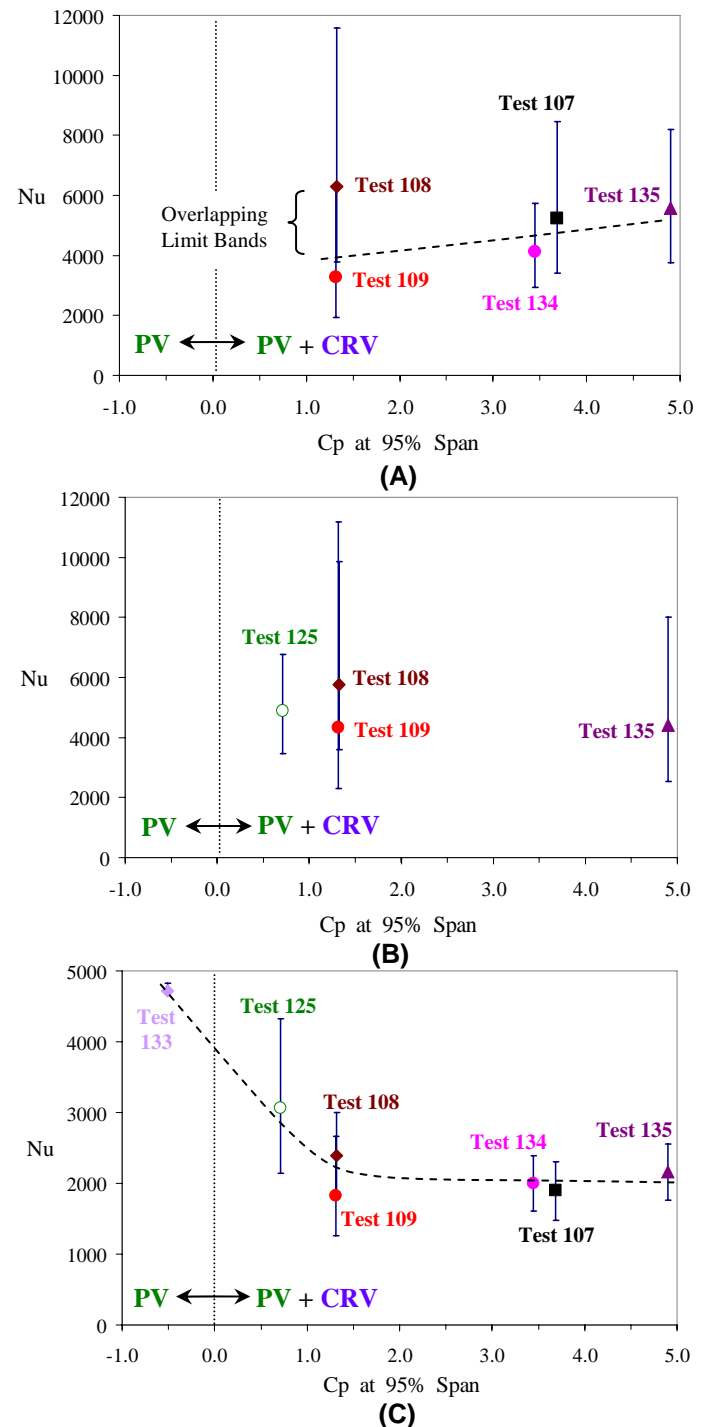 12000
10000
8000
6000
4000
2000
0
Nu
Test 107
Test 108
Test 135
Overlapping
Limit Bands
Test 109
Test 134
PV PV + CRV
-1.0 0.0 1.0 2.0 3.0 4.0 5.0
Cp at 95% Span
(A)
12000
10000
8000
6000
4000
2000
0
Nu
Test 125
Test 108
Test 109
Test 135
PV PV + CRV
-1.0 0.0 1.0 2.0 3.0 4.0 5.0
Cp at 95% Span
(B)
5000
4000
3000
2000
1000
0
Nu
Test
133
Test 125
Test 108
Test 134
Test 135
Test 109
Test 107
PV PV + CRV
-1.0 0.0 1.0 2.0 3.0 4.0 5.0
Cp at 95% Span
(C)